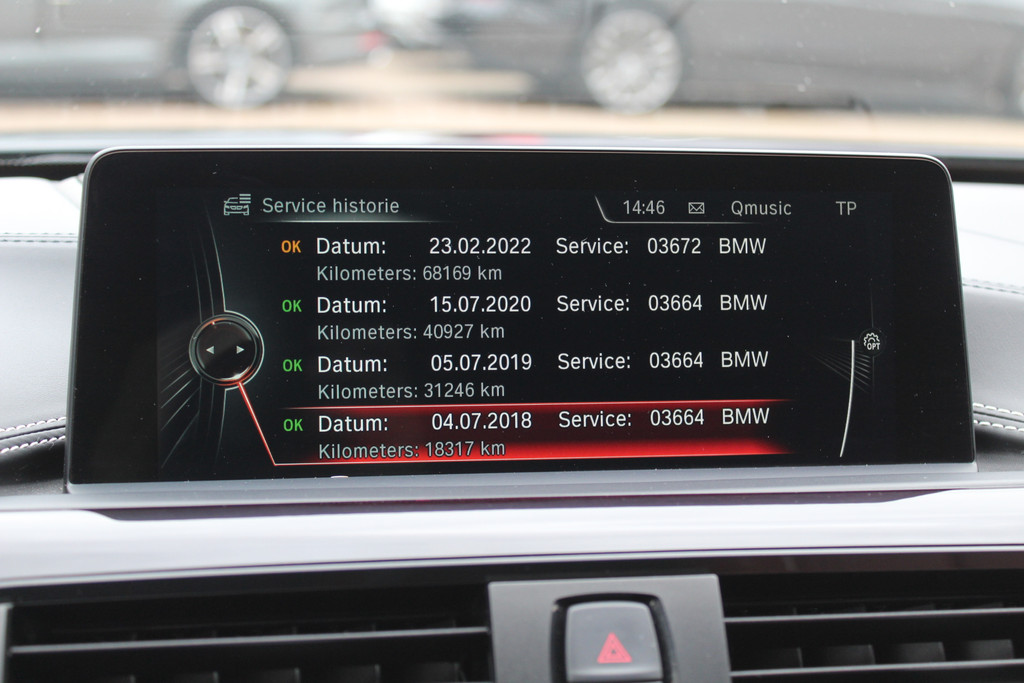 Service historie 14:46 Qmusic TP
OK Datum: 23.02.2022 Service: 03672 BMW
Kilometers: 68169 km
OK Datum: 15.07.2020 Service: 03664 BMW
Kilometers: 40927 km
OK Datum: 05.07.2019 Service: 03664 BMW
Kilometers: 31246 km
OK Datum: 04.07.2018 Service: 03664 BMW
Kilometers: 18317 km
OPT